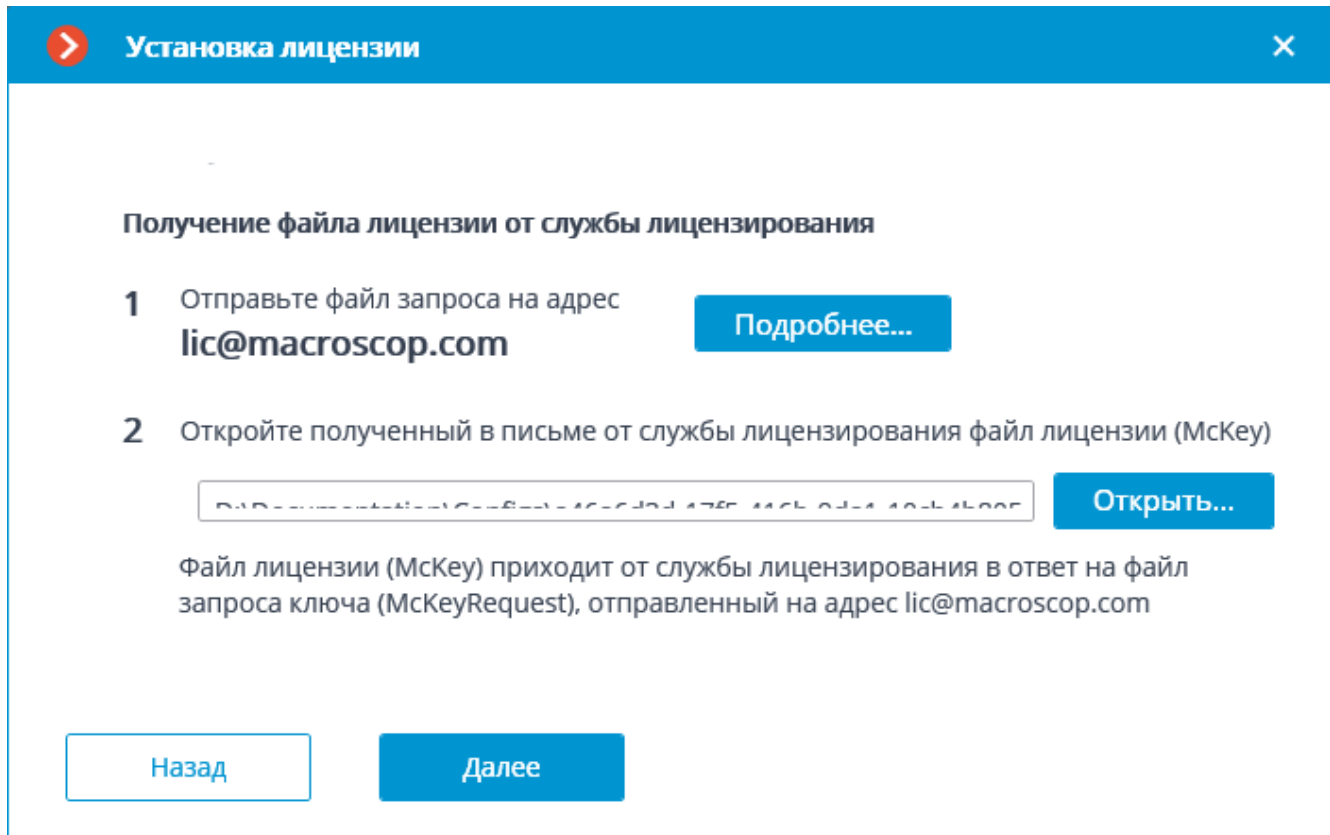 Установка лицензии
Получение файла лицензии от службы лицензирования
1 Отправьте файл запроса на адрес
lic@macroscop.com
Подробнее...
2 Откройте полученный в письме от службы лицензирования файл лицензии (McKey)
Открыть...
Файл лицензии (McKey) приходит от службы лицензирования в ответ на файл
запроса ключа (McKeyRequest), отправленный на адрес lic@macroscop.com
Назад
Далее